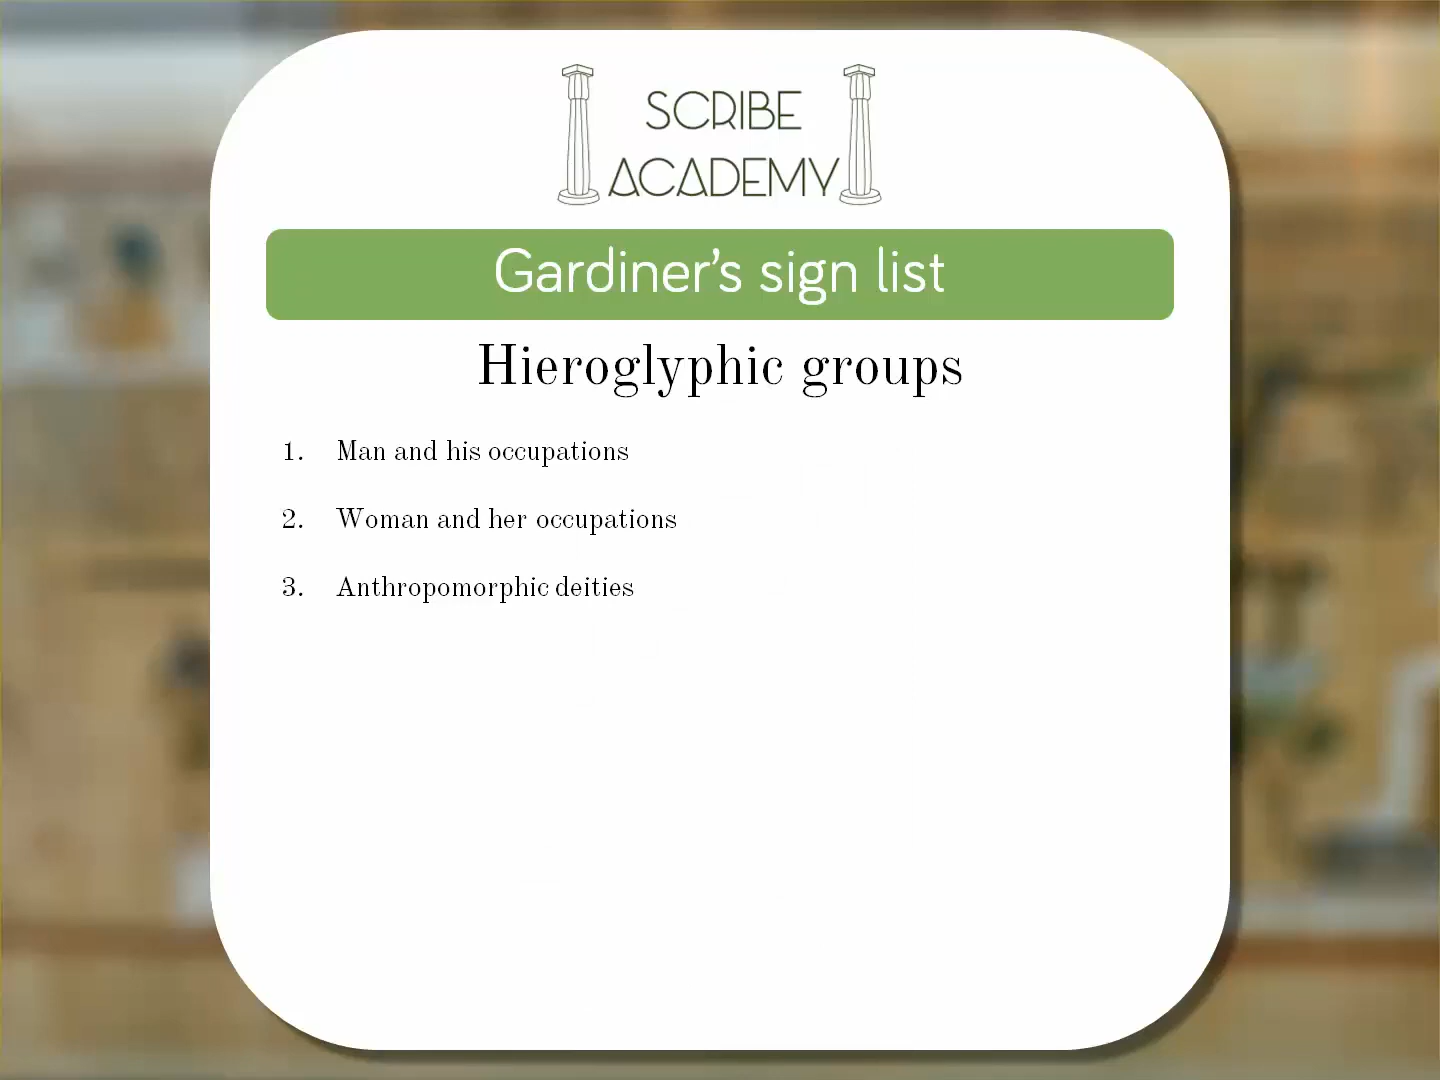 SCRIBE
ACADEMY
Gardiner’s sign list
Hieroglyphic groups
1. Man and his occupations
2. Woman and her occupations
3. Anthropomorphic deities